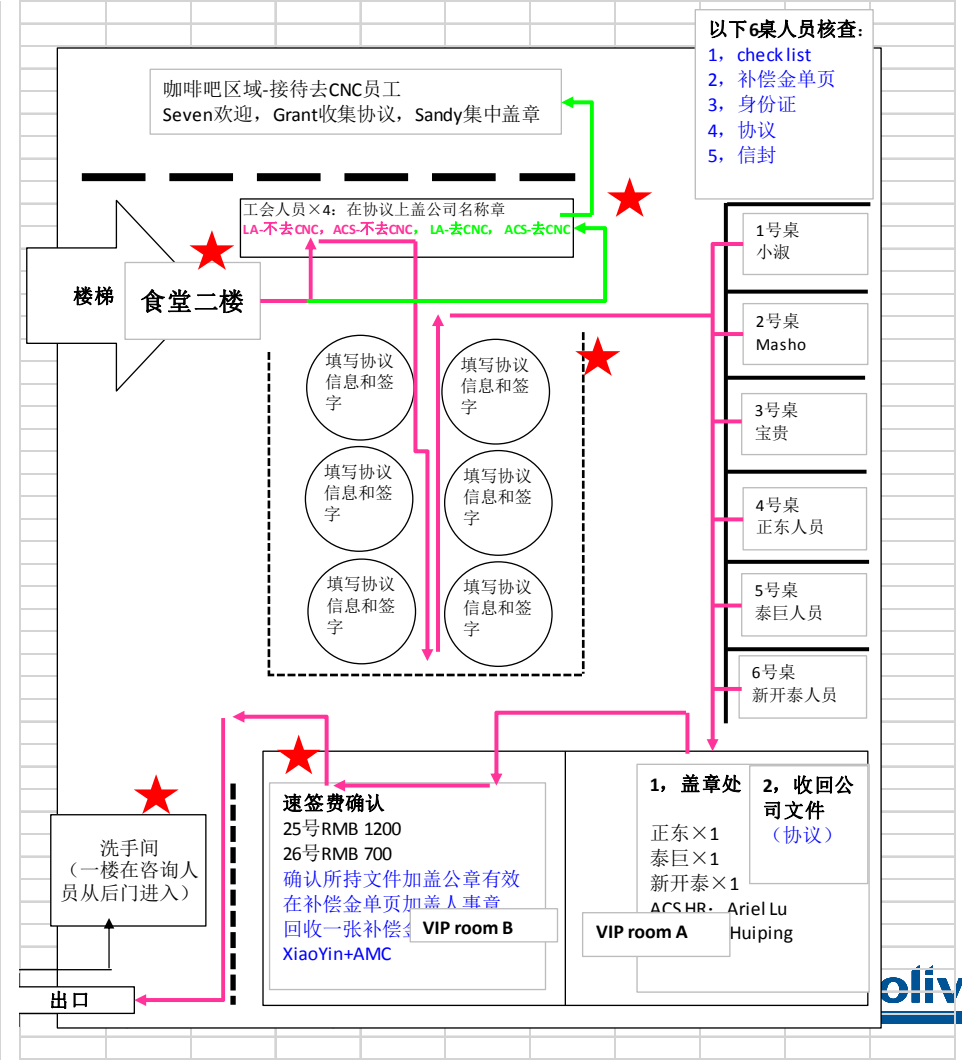 以下6桌人员核查：
1，check list
2，补偿金单页
3，身份证
4，协议
5，信封
咖啡吧区域-接待去CNC员工
Seven欢迎，Grant收集协议，Sandy集中盖章
工会人员×4：在协议上盖公司名称章
LA-不去CNC，ACS-不去CNC，LA-去CNC， ACS-去CNC
楼梯
食堂二楼
1号桌
小淑
2号桌
Masho
3号桌
宝贵
4号桌
正东人员
5号桌
泰巨人员
6号桌
新开泰人员
填写协议
信息和签
字
填写协议
信息和签
字
填写协议
信息和签
字
填写协议
信息和签
字
填写协议
信息和签
字
填写协议
信息和签
字
速签费确认
25号RMB 1200
26号RMB 700
确认所持文件加盖公章有效
在补偿金单页加盖人事章
回收一张补偿金
XiaoYin+AMC
VIP room B
1，盖章处
正东×1
泰巨×1
新开泰×1
ACS HR： Ariel Lu
Huiping
VIP room A
2，收回公
司文件
（协议）
洗手间
（一楼在咨询人
员从后门进入）
出口
oliv